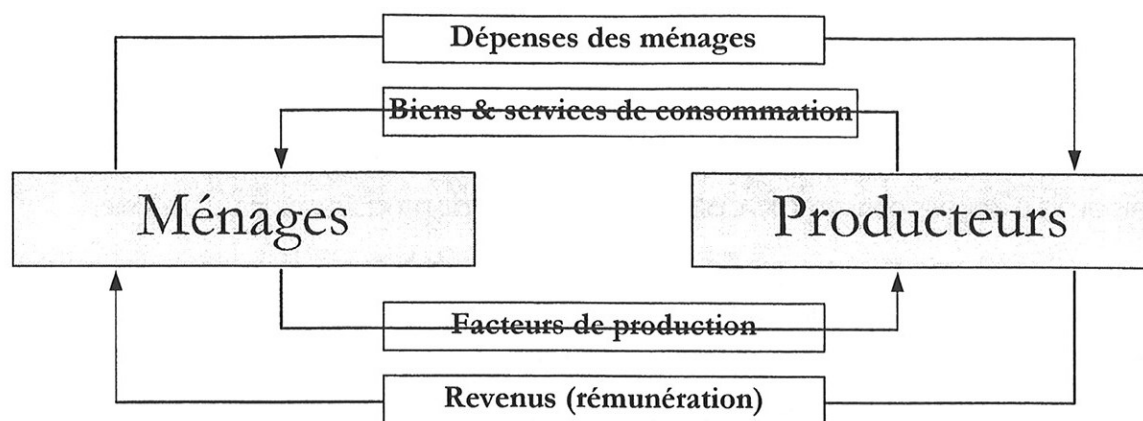 Dépenses des ménages
Biens & services de consommation
Ménages
Producteurs
Facteurs de production
Revenus (rémunération)